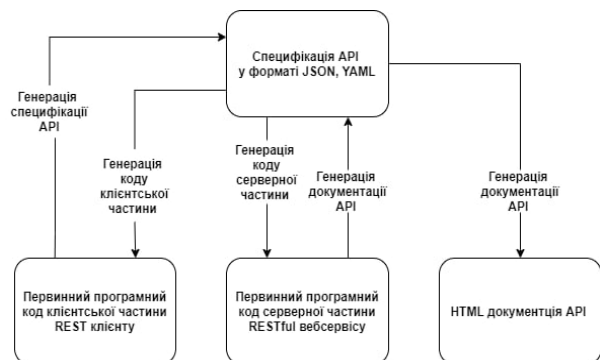 Специфікація API
у форматі JSON, YAML
Генерація
специфікації
API
Генерація
коду
клієнтської
частини
Генерація
коду
серверної
частини
Генерація
документації
API
Генерація
документації
API
Первинний програмний
код клієнтської частини
REST клієнту
Первинний програмний
код серверної частини
RESTful вебсервісу
HTML документція API